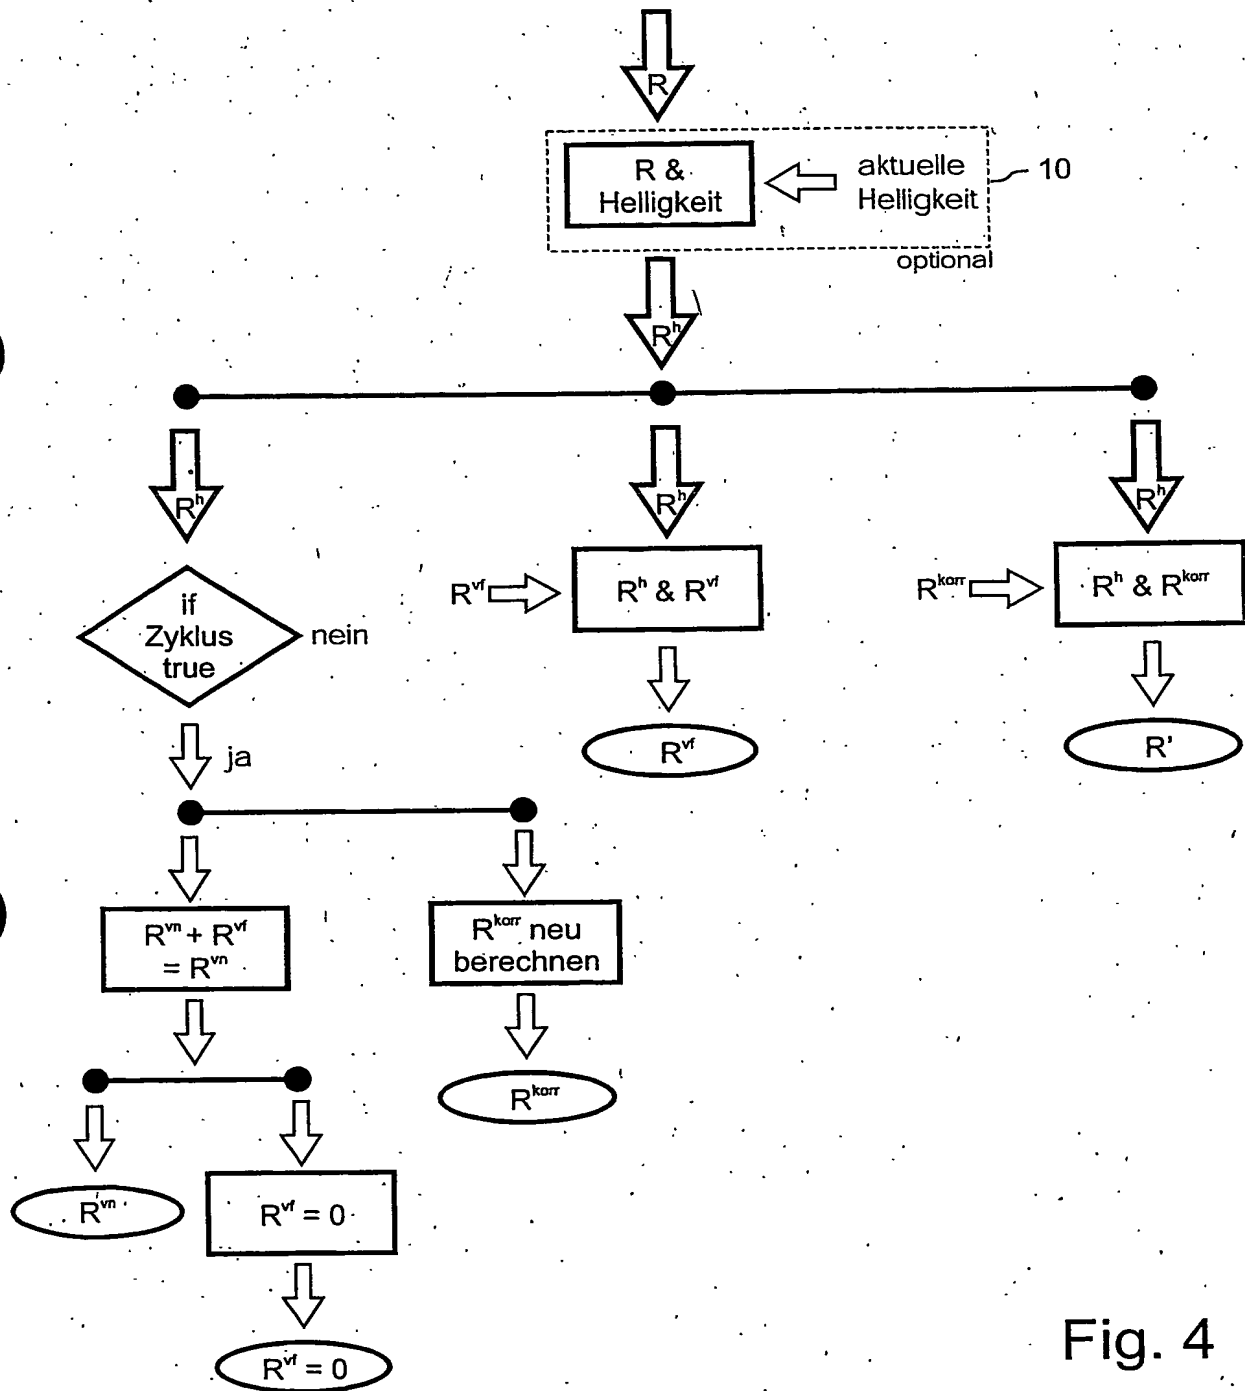 R
R &
Helligkeit
aktuelle
Helligkeit
10
optional
R^h
R^h
R^h
R^h
if
Zyklus
true
nein
R^vf
R^h & R^vf
R^korr
R^h & R^korr
ja
R^vf
R'
R^vn + R^vf
= R^vn
R^korr neu
berechnen
R^korr
R^vn
R^vf = 0
R^vf = 0
Fig. 4